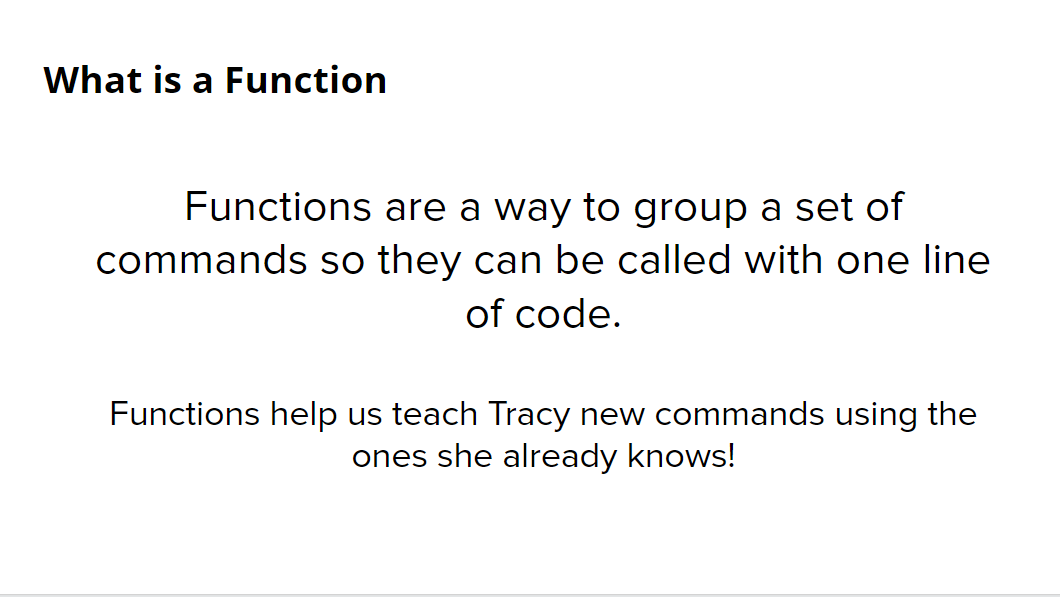 What is a Function
Functions are a way to group a set of
commands so they can be called with one line
of code.
Functions help us teach Tracy new commands using the
ones she already knows!